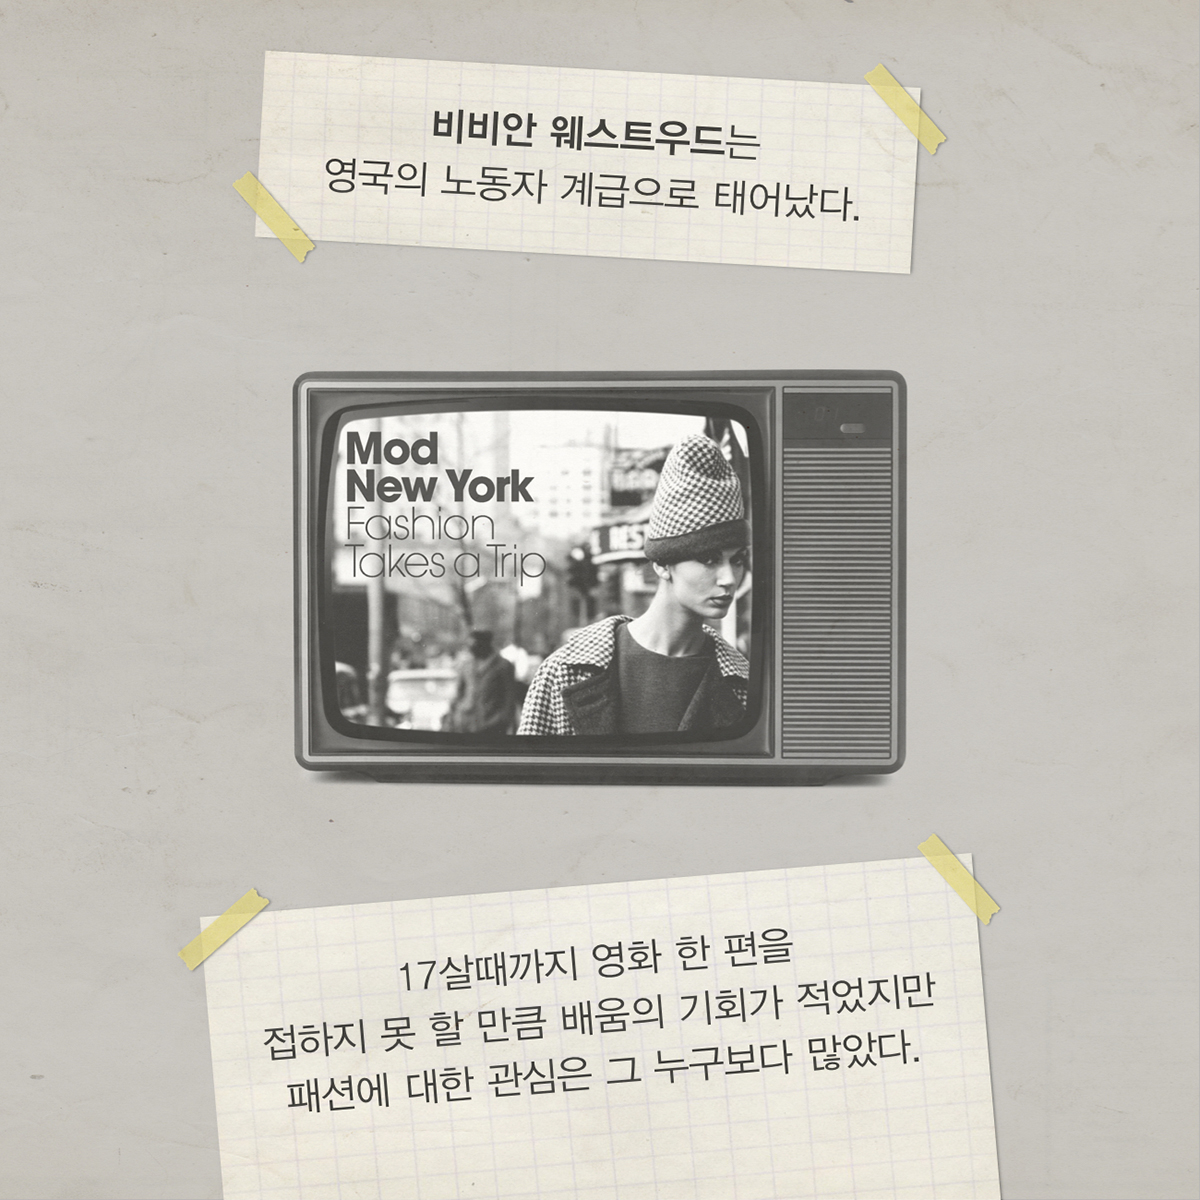 비비안 웨스트우드는
영국의 노동자 계급으로 태어났다.
Mod
New York
Fashion
Takes a Trip
17살때까지 영화 한 편을
접하지 못 할 만큼 배움의 기회가 적었지만
패션에 대한 관심은 그 누구보다 많았다.